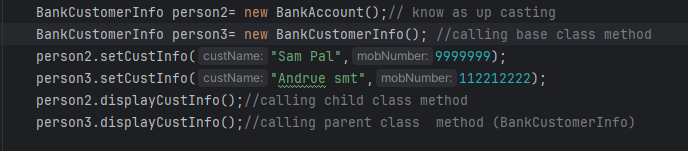 BankCustomerInfo person2= new BankAccount();// know as up casting
BankCustomerInfo person3= new BankCustomerInfo(); //calling base class method
person2.setCustInfo( custName: "Sam Pal", mobNumber: 9999999);
person3.setCustInfo( custName: "Andrue smt", mobNumber: 112212222);
person2.displayCustInfo();//calling child class method
person3.displayCustInfo();//calling parent class  method (BankCustomerInfo)